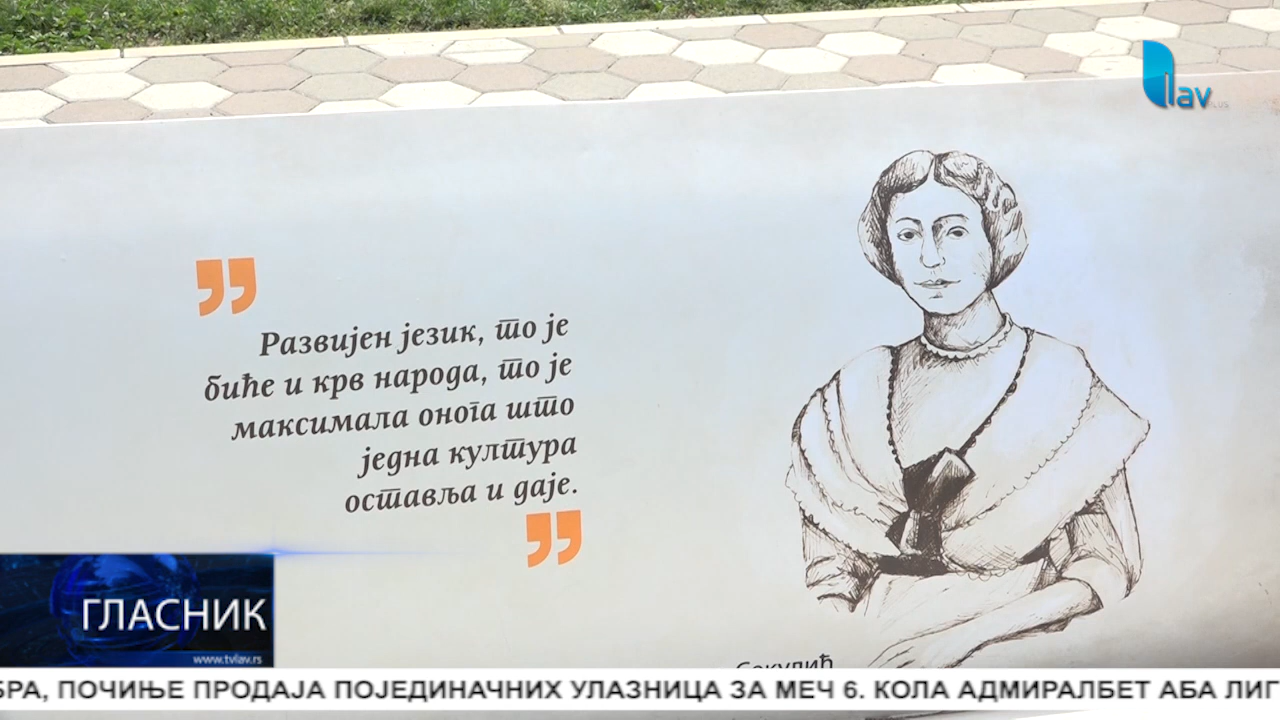 lav
PLUS
Развијен језик, то је
биће и крв народа, то је
максимала онога што
једна култура
оставља и даје.
Секулић
ГЛАСНИК
www.tvlav.rs
БРА, ПОЧИЊЕ ПРОДАЈА ПОЈЕДИНАЧНИХ УЛАЗНИЦА ЗА МЕЧ 6. КОЛА АДМИРАЛБЕТ АБА ЛИГ